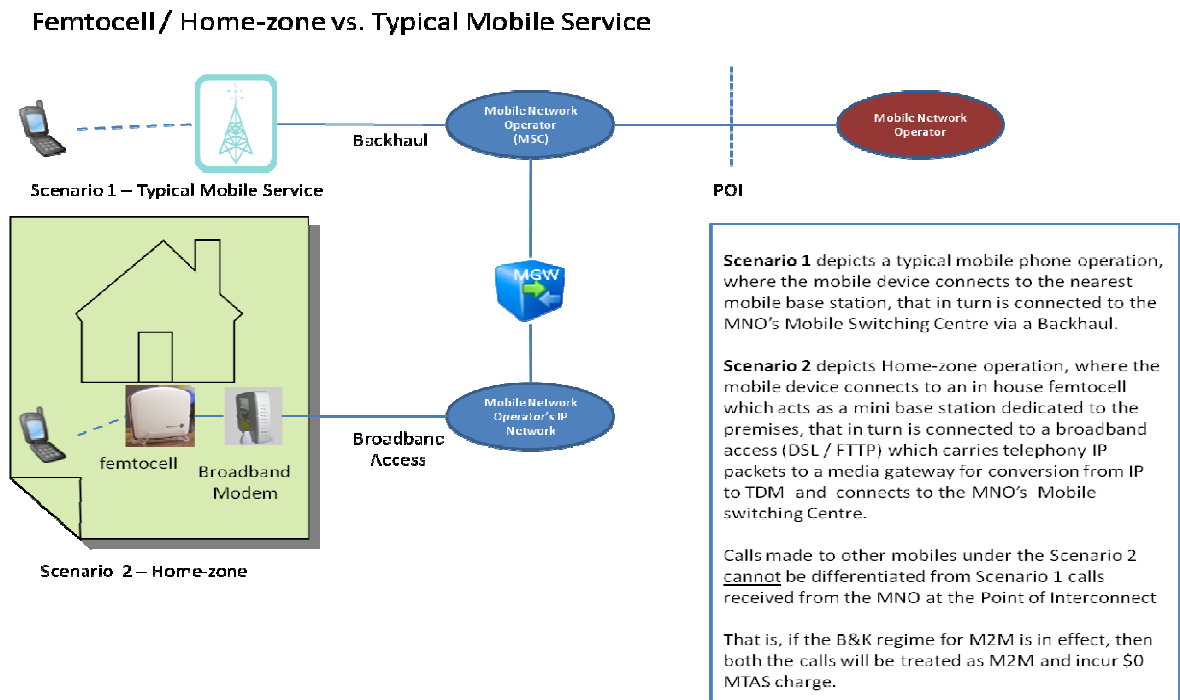 Femtocell / Home-zone vs. Typical Mobile Service
Mobile Network
Operator
(MSC)
Mobile Network
Operator
Backhaul
Scenario 1 – Typical Mobile Service
POI
MGW
Mobile Network
Operator's IP
Network
Broadband
Access
femtocell
Broadband
Modem
Scenario 2 – Home-zone
Scenario 1 depicts a typical mobile phone operation,
where the mobile device connects to the nearest
mobile base station, that in turn is connected to the
MNO's Mobile Switching Centre via a Backhaul.
Scenario 2 depicts Home-zone operation, where the
mobile device connects to an in house femtocell
which acts as a mini base station dedicated to the
premises, that in turn is connected to a broadband
access (DSL / FTTP) which carries telephony IP
packets to a media gateway for conversion from IP
to TDM and connects to the MNO's Mobile
switching Centre.
Calls made to other mobiles under the Scenario 2
cannot be differentiated from Scenario 1 calls
received from the MNO at the Point of Interconnect
That is, if the B&K regime for M2M is in effect, then
both the calls will be treated as M2M and incur $0
MTAS charge.